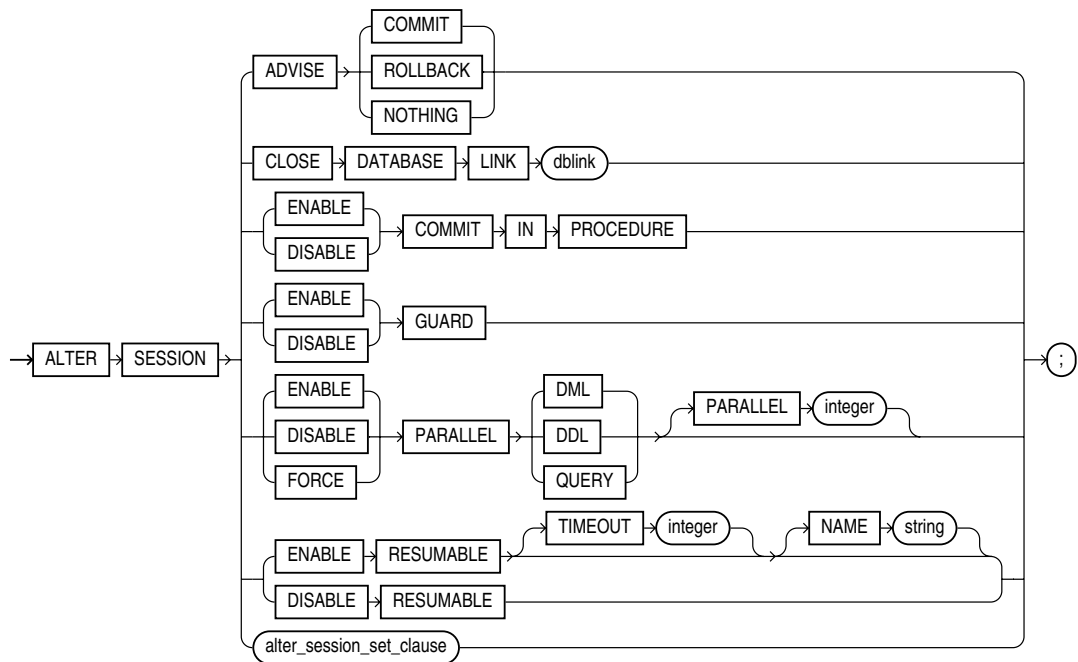 COMMIT
ADVISE ROLLBACK
NOTHING
CLOSE DATABASE LINK dblink
ENABLE
COMMIT IN PROCEDURE
DISABLE
ENABLE
GUARD
DISABLE
ALTER SESSION ;
ENABLE DML PARALLEL integer
DISABLE PARALLEL DDL
FORCE QUERY
TIMEOUT integer NAME string
ENABLE RESUMABLE
DISABLE RESUMABLE
alter_session_set_clause